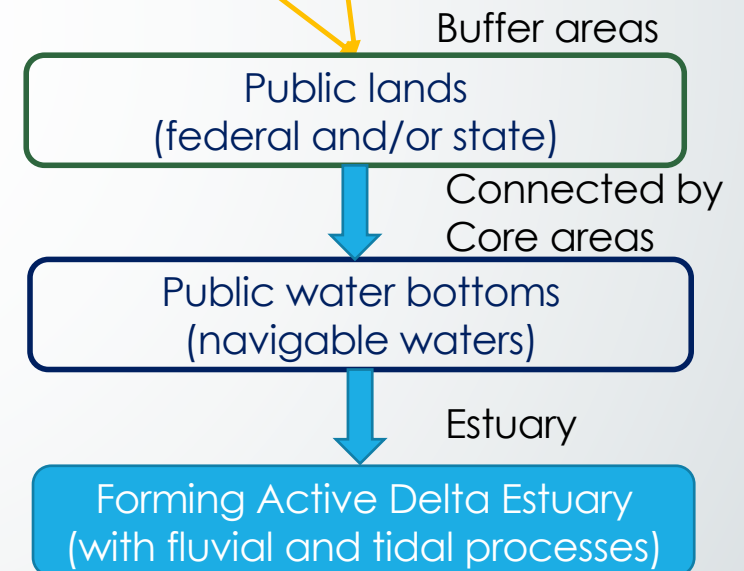 Buffer areas
Public lands
(federal and/or state)
Connected by
Core areas
Public water bottoms
(navigable waters)
Estuary
Forming Active Delta Estuary
(with fluvial and tidal processes)